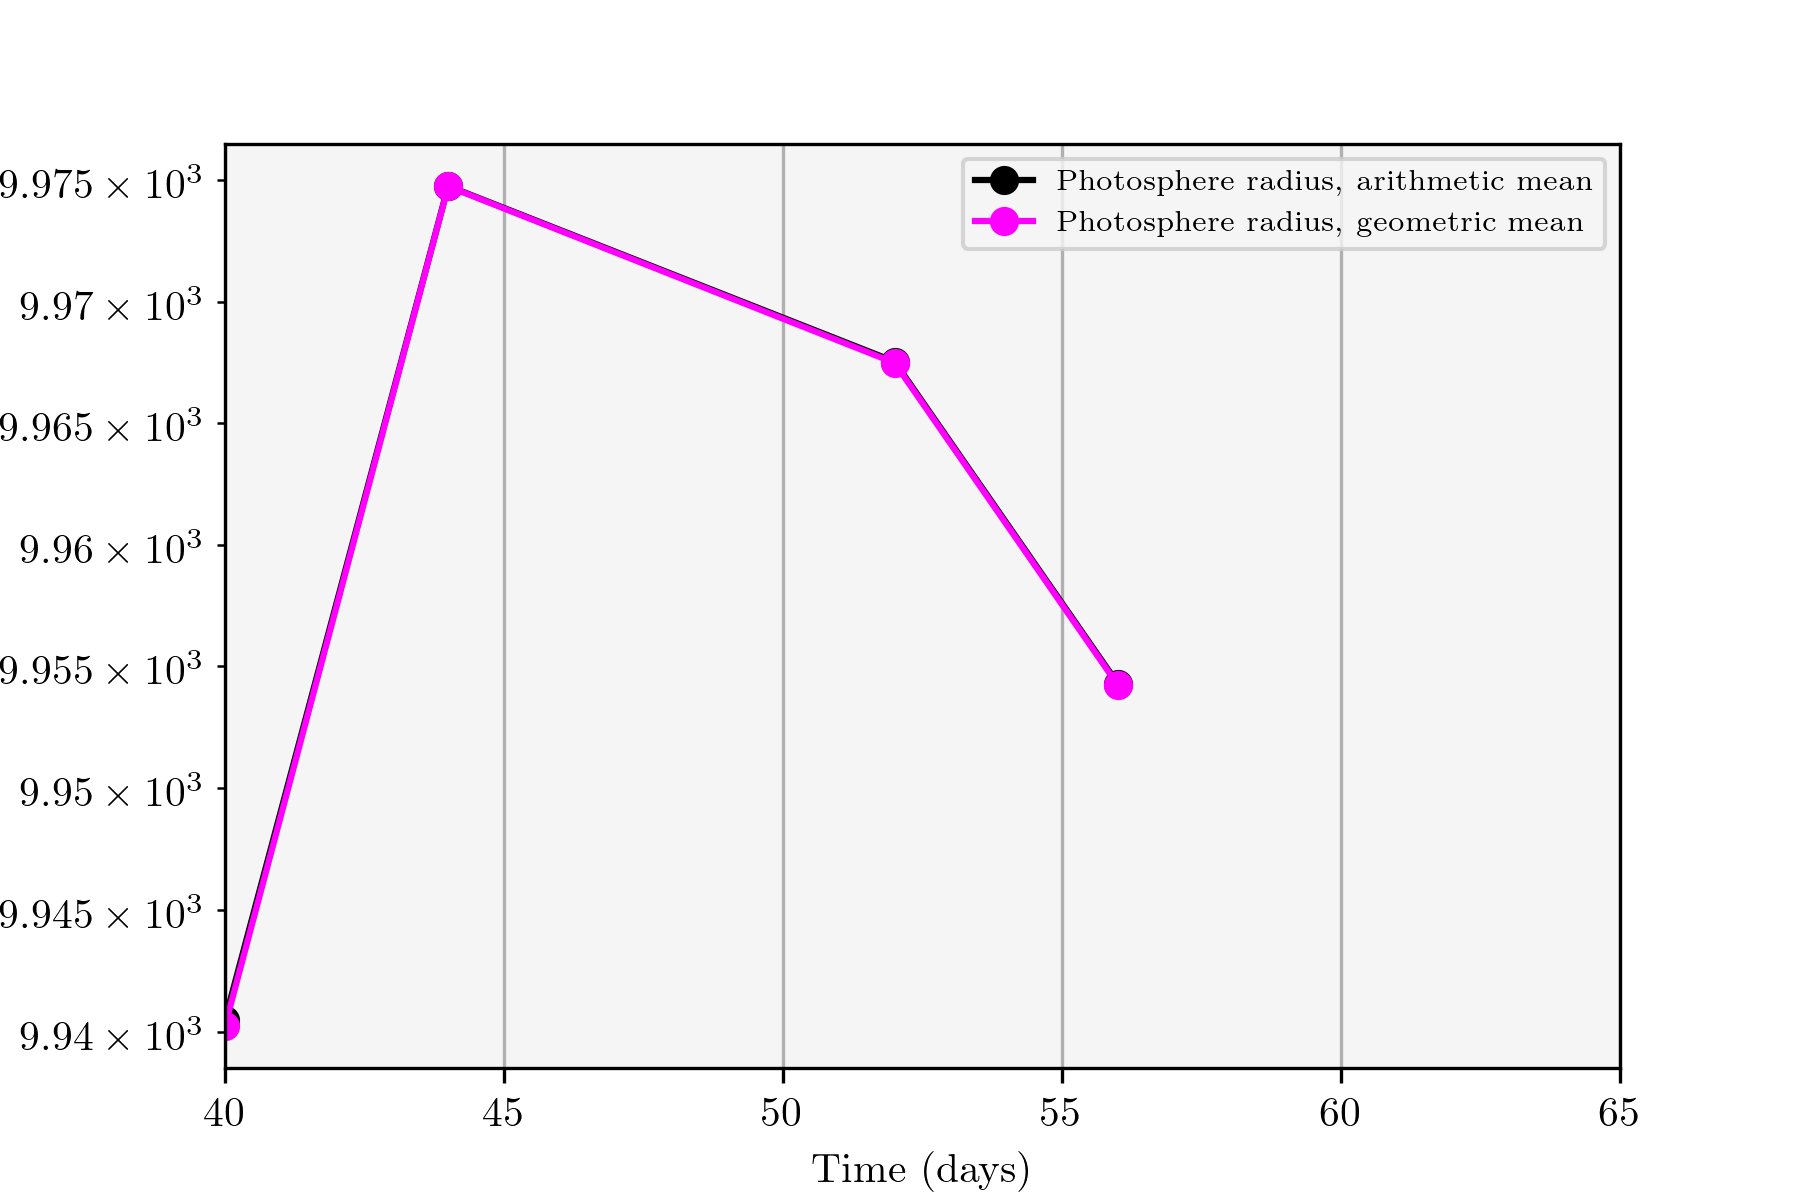 9.975 × 10³
9.97 × 10³
9.965 × 10³
9.96 × 10³
9.955 × 10³
9.95 × 10³
9.945 × 10³
9.94 × 10³
Photosphere radius, arithmetic mean
Photosphere radius, geometric mean
40 45 50 55 60 65
Time (days)